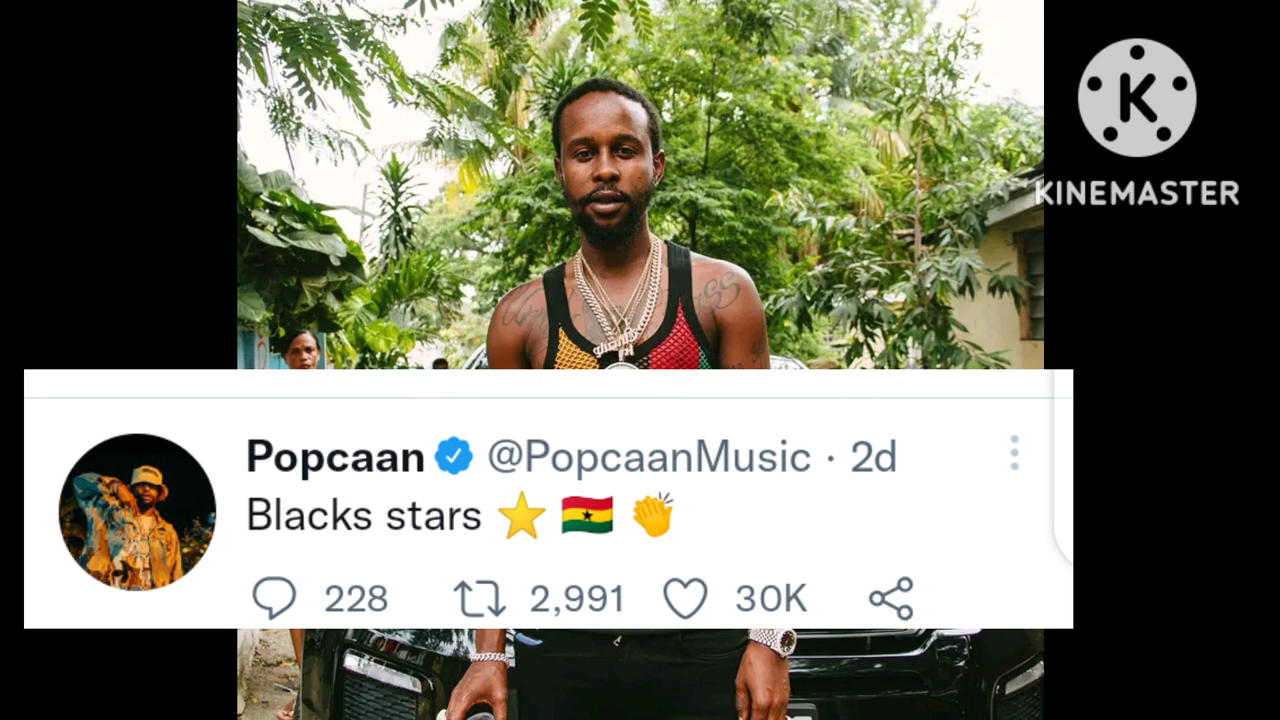 K
KINEMASTER
Popcaan @PopcaanMusic · 2d
Blacks stars ⭐ 🇬🇭 👏
228 2,991 30K